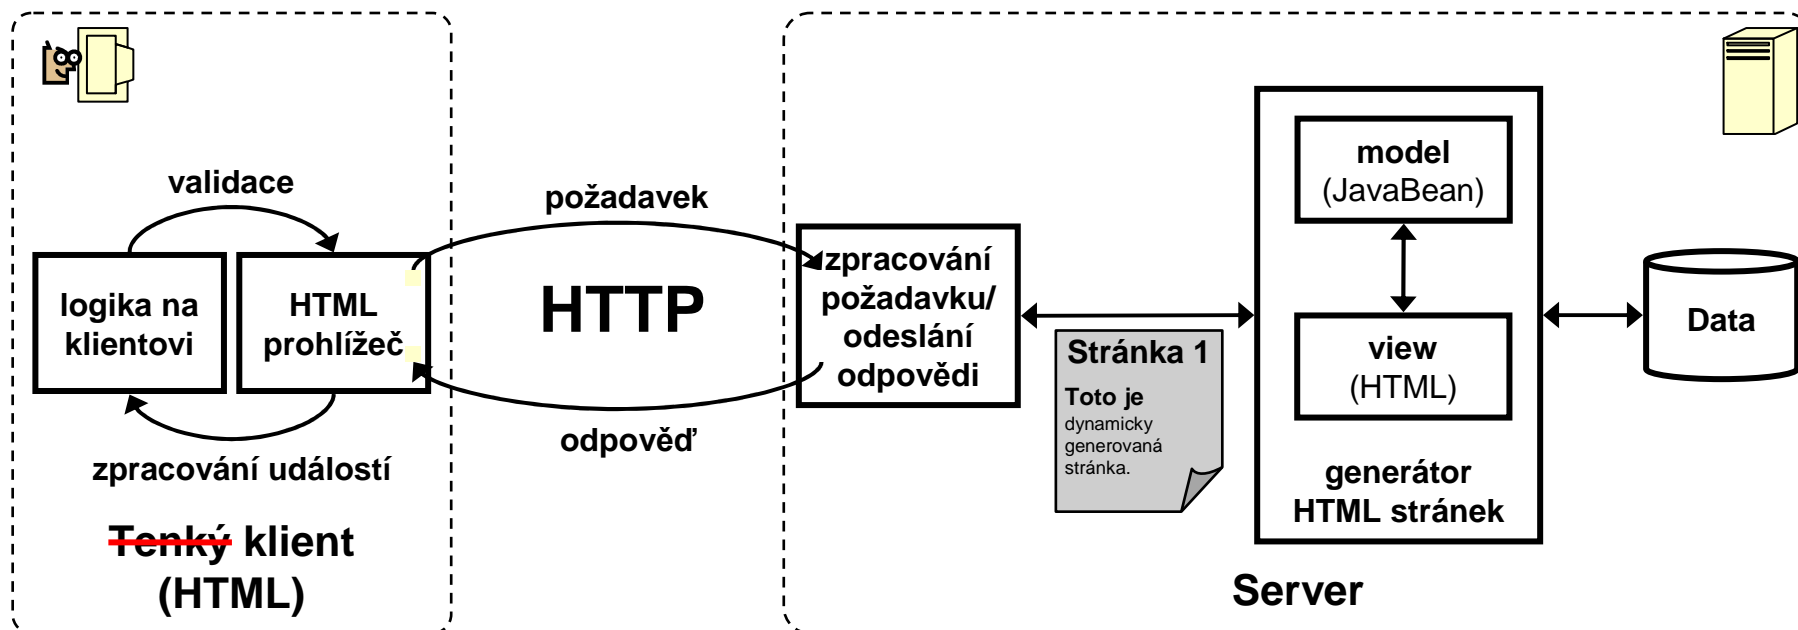 validace
logika na
klientovi
HTML
prohlížeč
zpracování událostí
Tenký klient
(HTML)
požadavek
HTTP
odpověď
zpracování
požadavku/
odeslání
odpovědi
Stránka 1
Toto je
dynamicky
generovaná
stránka.
model
(JavaBean)
view
(HTML)
generátor
HTML stránek
Data
Server